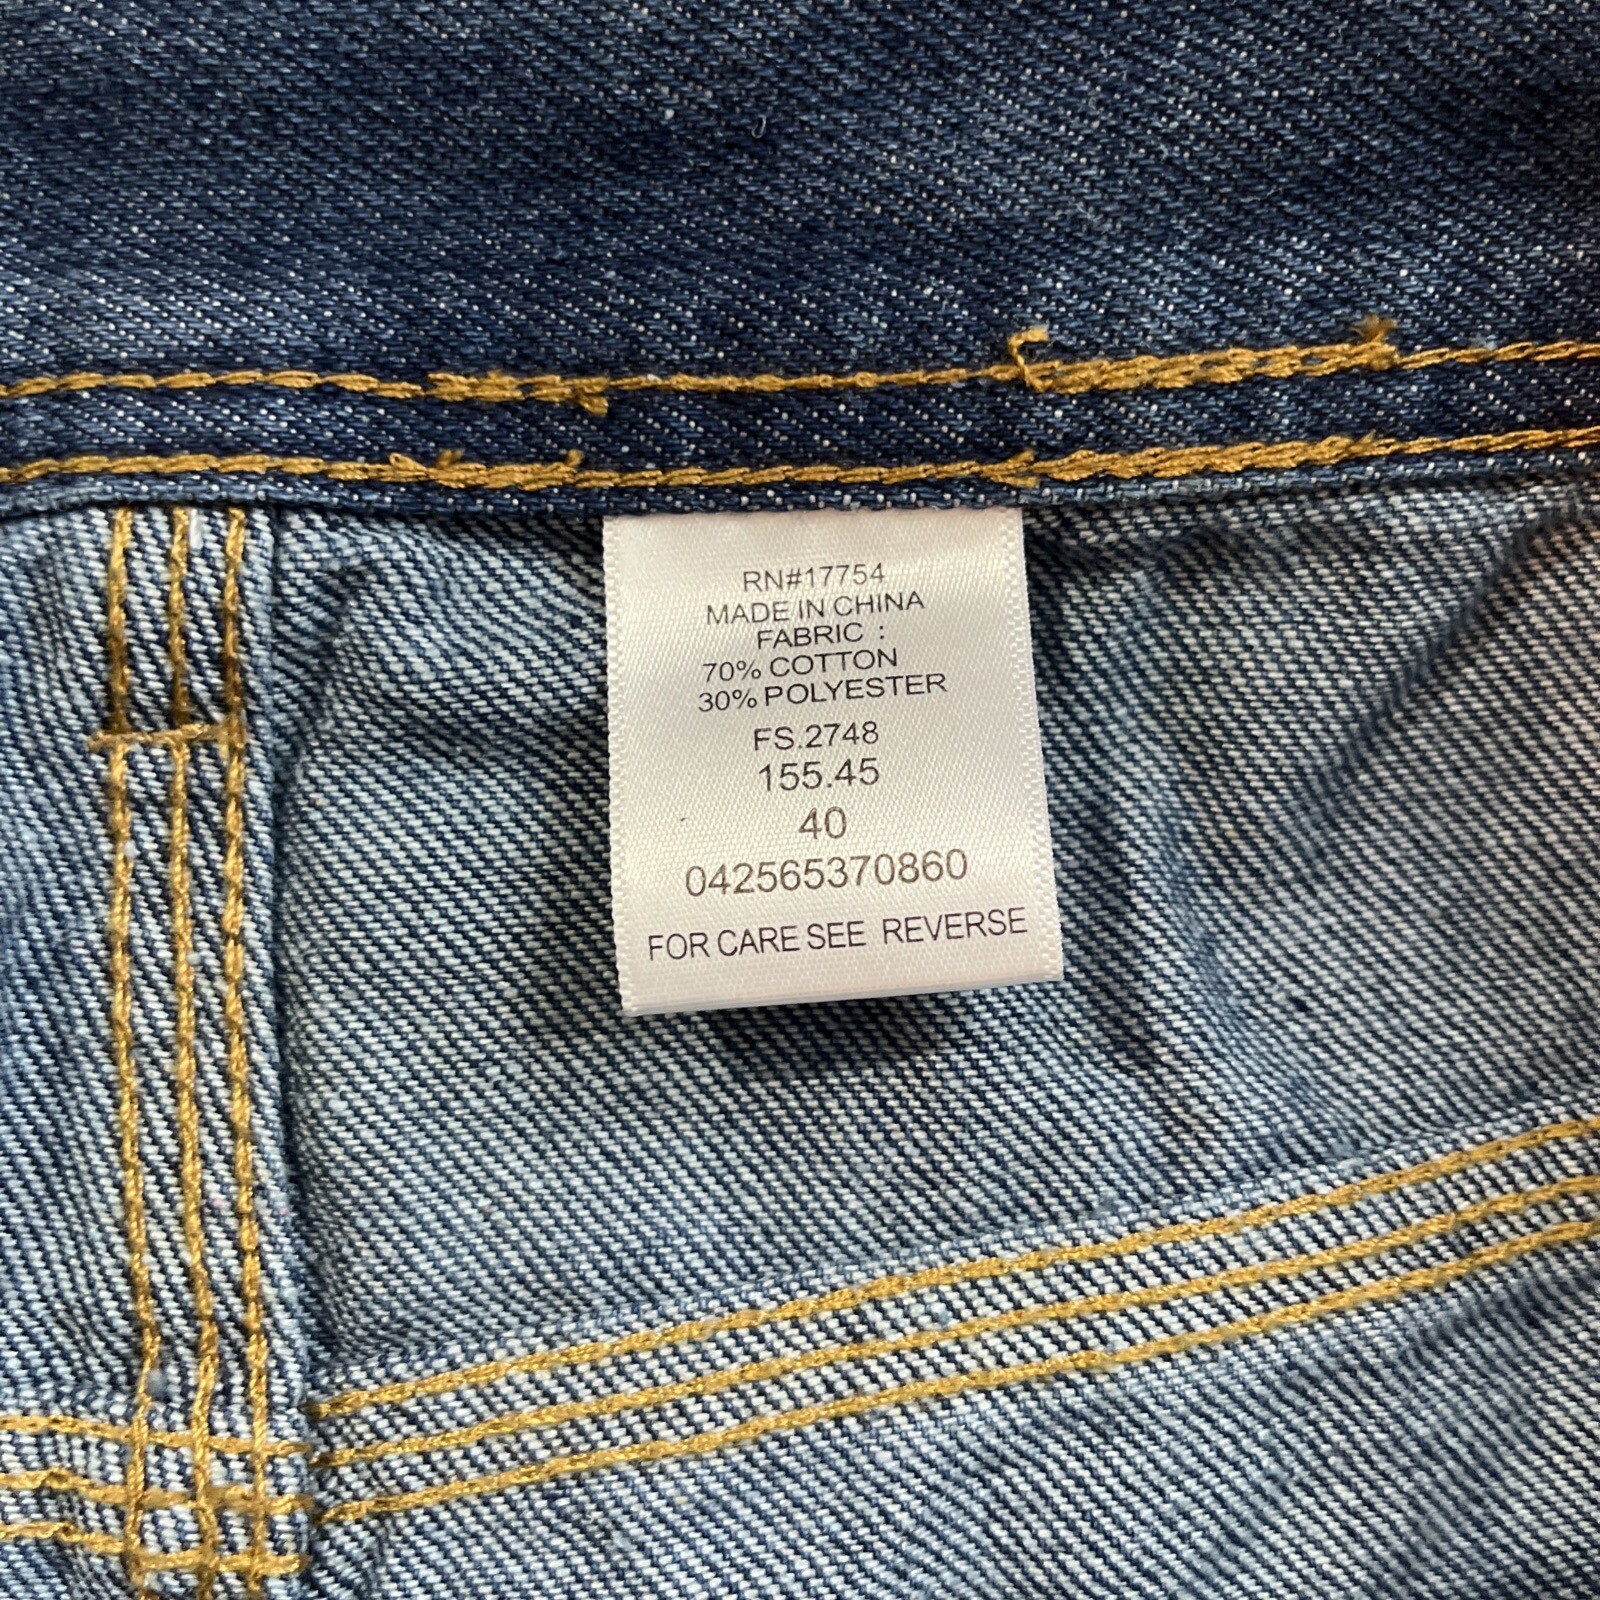 RN#17754
MADE IN CHINA
FABRIC :
70% COTTON
30% POLYESTER
FS.2748
155.45
40
042565370860
FOR CARE SEE REVERSE